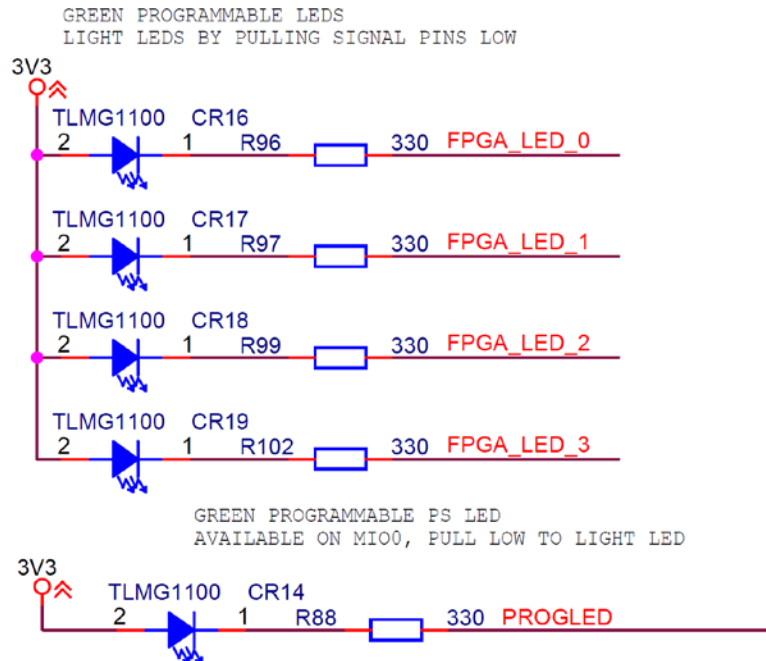 GREEN PROGRAMMABLE LEDS
LIGHT LEDS BY PULLING SIGNAL PINS LOW
3V3
TLMG1100 CR16
2 1 R96 330 FPGA_LED_0
TLMG1100 CR17
2 1 R97 330 FPGA_LED_1
TLMG1100 CR18
2 1 R99 330 FPGA_LED_2
TLMG1100 CR19
2 1 R102 330 FPGA_LED_3
GREEN PROGRAMMABLE PS LED
AVAILABLE ON MIO0, PULL LOW TO LIGHT LED
3V3
TLMG1100 CR14
2 1 R88 330 PROGLED